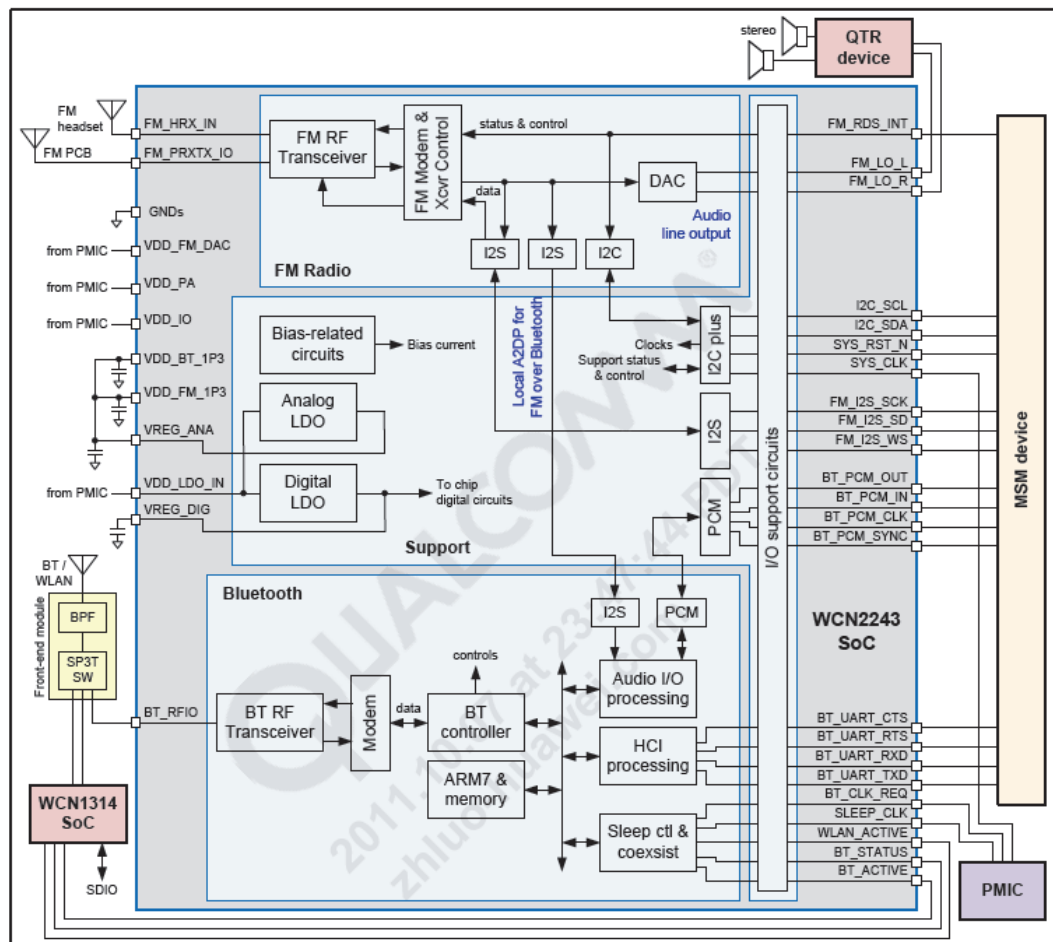 stereo
QTR
device
FM
headset
FM PCB
FM_HRX_IN
FM_PRXTX_IO
GNDs
from PMIC
VDD_FM_DAC
from PMIC
VDD_PA
from PMIC
VDD_IO
VDD_BT_1P3
VDD_FM_1P3
VREG_ANA
from PMIC
VDD_LDO_IN
VREG_DIG
FM RF
Transceiver
FM Modem &
Xcvr Control
status & control
data
DAC
Audio
line output
I2S
I2S
I2C
FM Radio
Local A2DP for
FM over Bluetooth
Bias-related
circuits
Bias current
Analog
LDO
Digital
LDO
To chip
digital circuits
Support
Clocks
Support status
& control
I2C plus
I2S
PCM
I/O support circuits
FM_RDS_INT
FM_LO_L
FM_LO_R
I2C_SCL
I2C_SDA
SYS_RST_N
SYS_CLK
FM_I2S_SCK
FM_I2S_SD
FM_I2S_WS
BT_PCM_OUT
BT_PCM_IN
BT_PCM_CLK
BT_PCM_SYNC
MSM device
WCN2243
SoC
BT /
WLAN
Front-end module
BPF
SP3T
SW
BT_RFIO
Bluetooth
BT RF
Transceiver
Modem
data
controls
BT
controller
ARM7 &
memory
I2S
PCM
Audio I/O
processing
HCI
processing
Sleep ctl &
coexsist
BT_UART_CTS
BT_UART_RTS
BT_UART_RXD
BT_UART_TXD
BT_CLK_REQ
SLEEP_CLK
WLAN_ACTIVE
BT_STATUS
BT_ACTIVE
WCN1314
SoC
SDIO
PMIC
QUALCOMM®